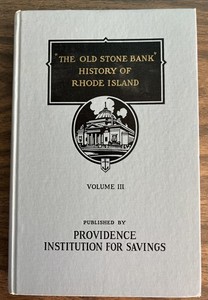 "THE OLD STONE BANK"
HISTORY OF
RHODE ISLAND
VOLUME III
PUBLISHED BY
PROVIDENCE
INSTITUTION FOR SAVINGS